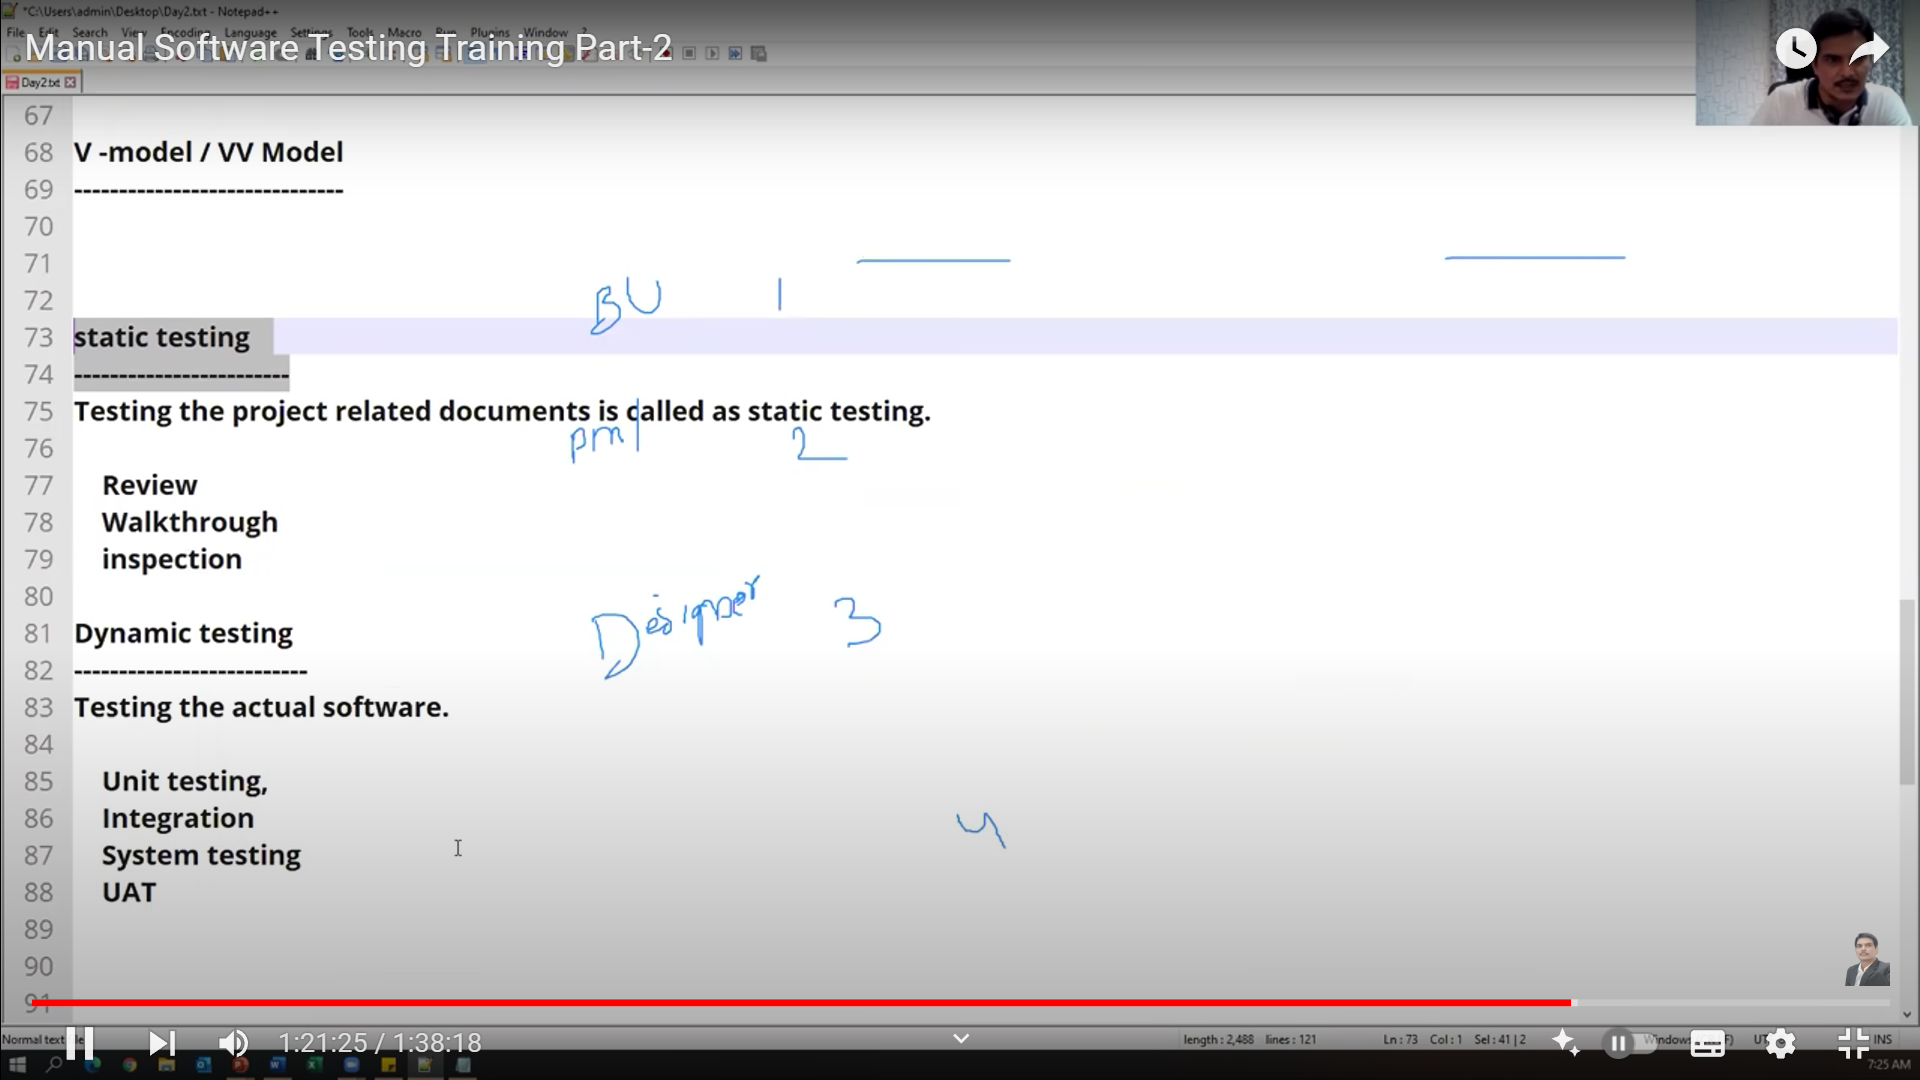 *C:\Users\admin\Desktop\Day2.txt - Notepad++
File Edit Search View Encoding Language Settings Tools Macro Run Plugins Window ?
Manual Software Testing Training Part-2
Day2.txt
67
68 V -model / VV Model
69 -----------------------------
70
71
72 BU 1
73 static testing
74 -----------------------
75 Testing the project related documents is called as static testing.
76 pm 2
77 Review
78 Walkthrough
79 inspection
80
Designer 3
81 Dynamic testing
82 -------------------------
83 Testing the actual software.
84
85 Unit testing,
86 Integration 4
87 System testing
88 UAT
89
90
91
1:21:25 / 1:38:18
Normal text length : 2,488 lines : 121 Ln : 73 Col : 1 Sel : 41 | 2 INS
7:25 AM